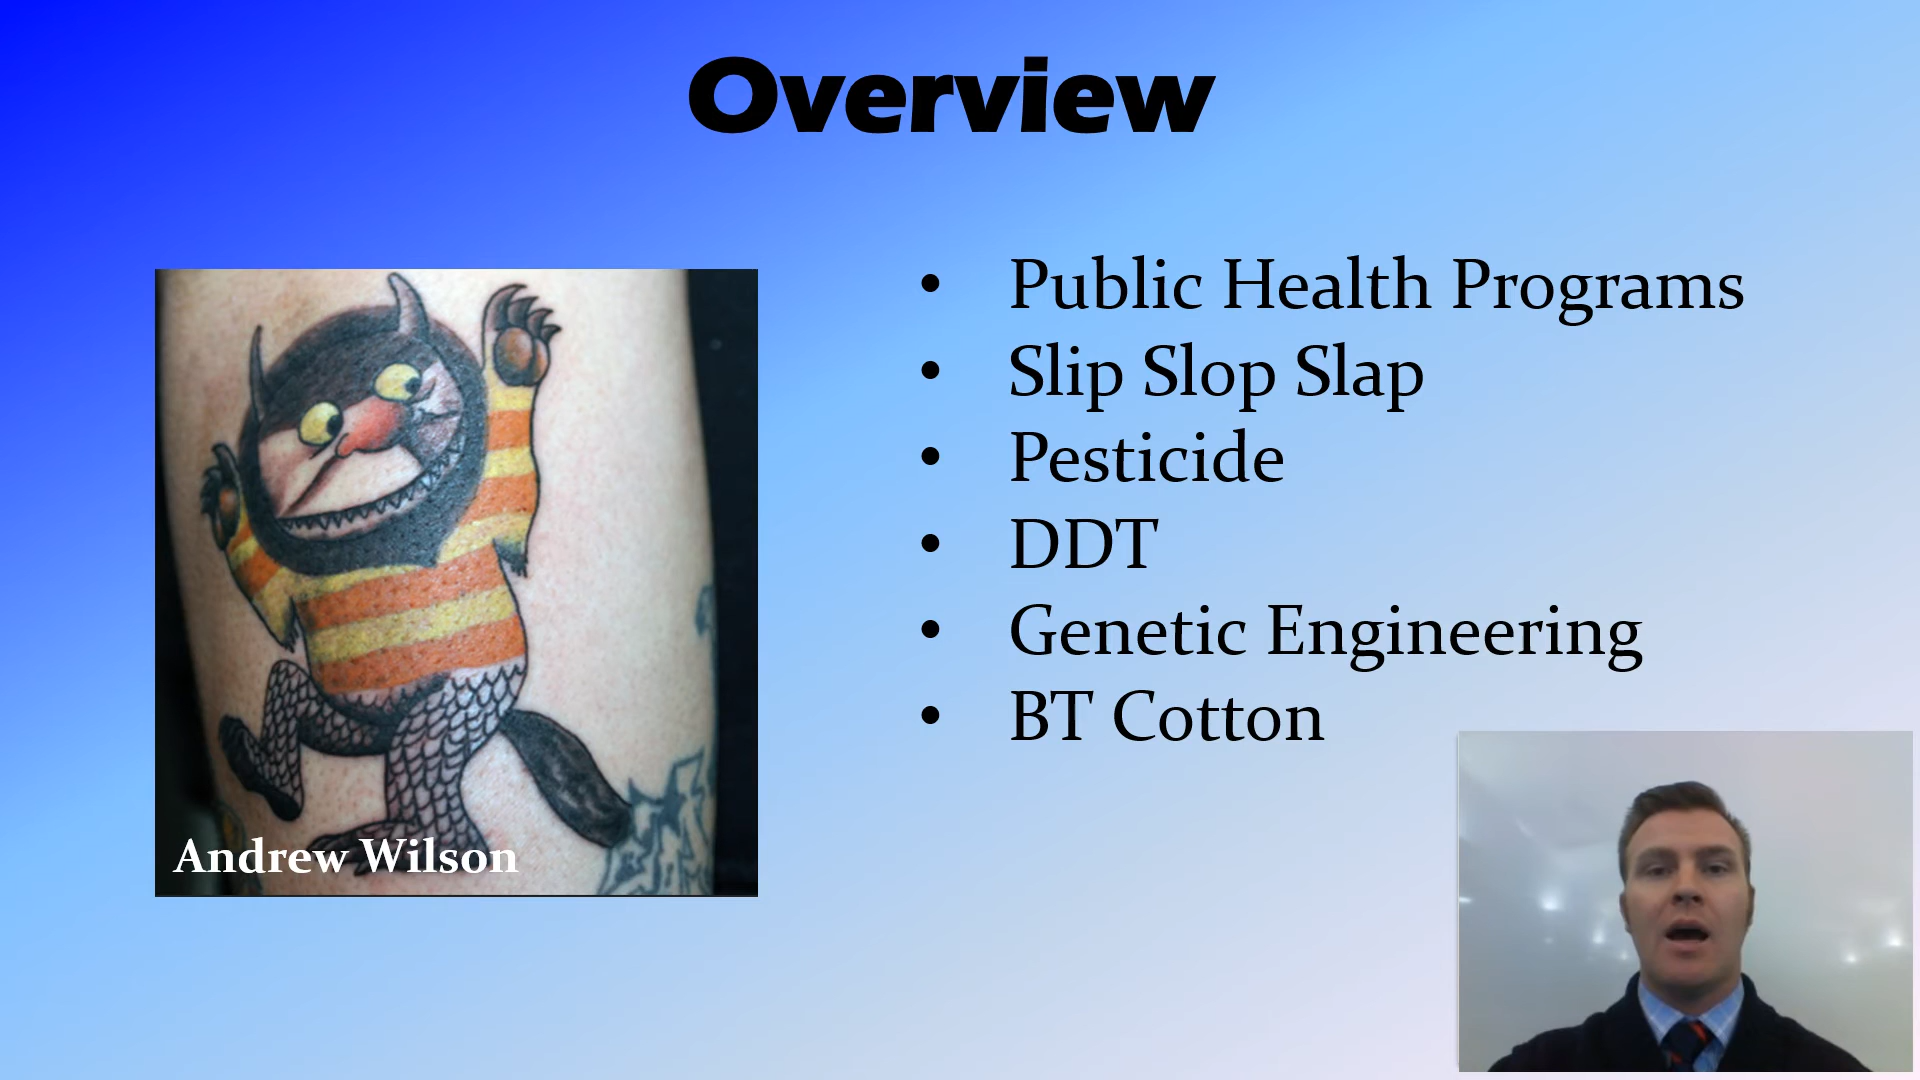 Overview
• Public Health Programs
• Slip Slop Slap
• Pesticide
• DDT
• Genetic Engineering
• BT Cotton
Andrew Wilson